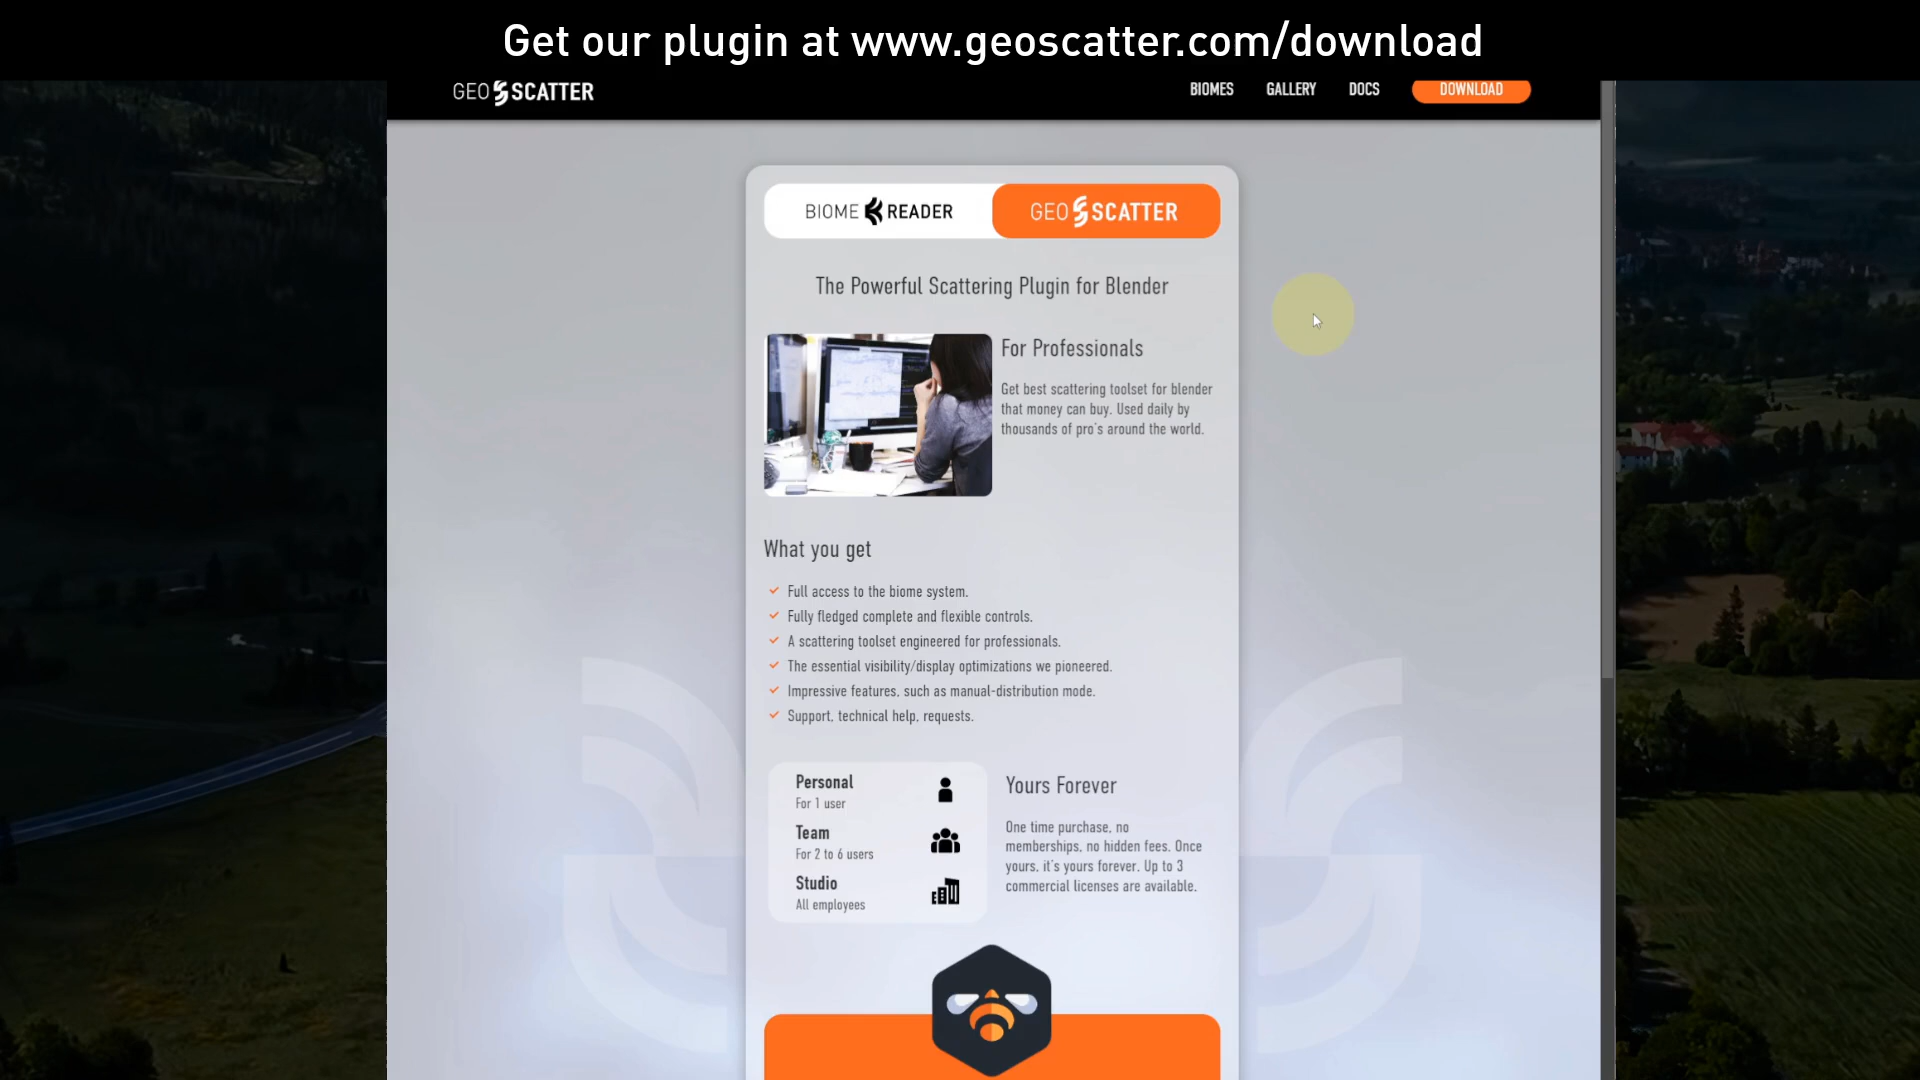 Get our plugin at www.geoscatter.com/download
GEO SCATTER
BIOMES GALLERY DOCS DOWNLOAD
BIOME READER GEO SCATTER
The Powerful Scattering Plugin for Blender
For Professionals
Get best scattering toolset for blender
that money can buy. Used daily by
thousands of pro's around the world.
What you get
Full access to the biome system.
Fully fledged complete and flexible controls.
A scattering toolset engineered for professionals.
The essential visibility/display optimizations we pioneered.
Impressive features, such as manual-distribution mode.
Support, technical help, requests.
Personal
For 1 user
Team
For 2 to 6 users
Studio
All employees
Yours Forever
One time purchase, no
memberships, no hidden fees. Once
yours, it's yours forever. Up to 3
commercial licenses are available.